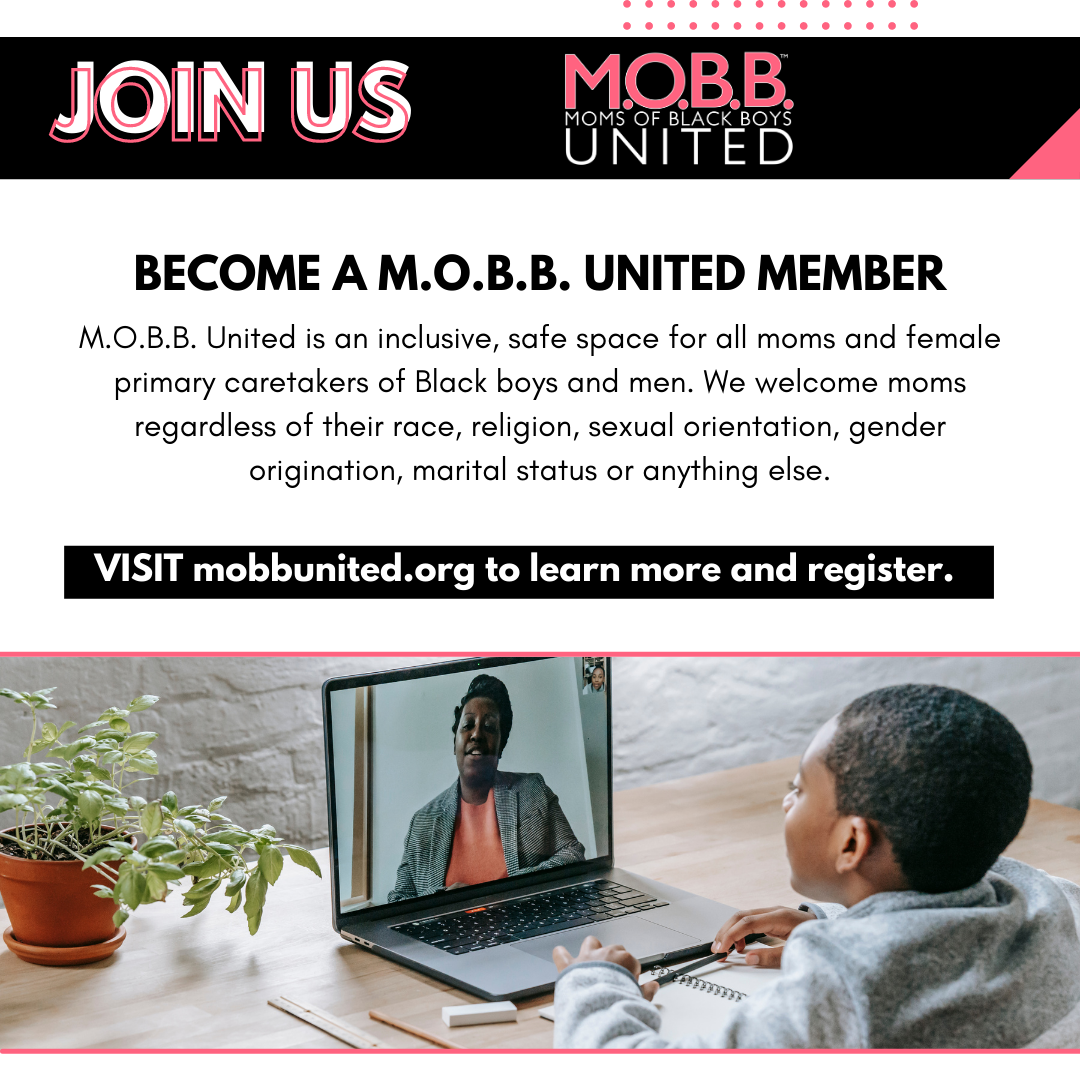 JOIN US
M.O.B.B.™
MOMS OF BLACK BOYS
UNITED
BECOME A M.O.B.B. UNITED MEMBER
M.O.B.B. United is an inclusive, safe space for all moms and female
primary caretakers of Black boys and men. We welcome moms
regardless of their race, religion, sexual orientation, gender
origination, marital status or anything else.
VISIT mobbunited.org to learn more and register.